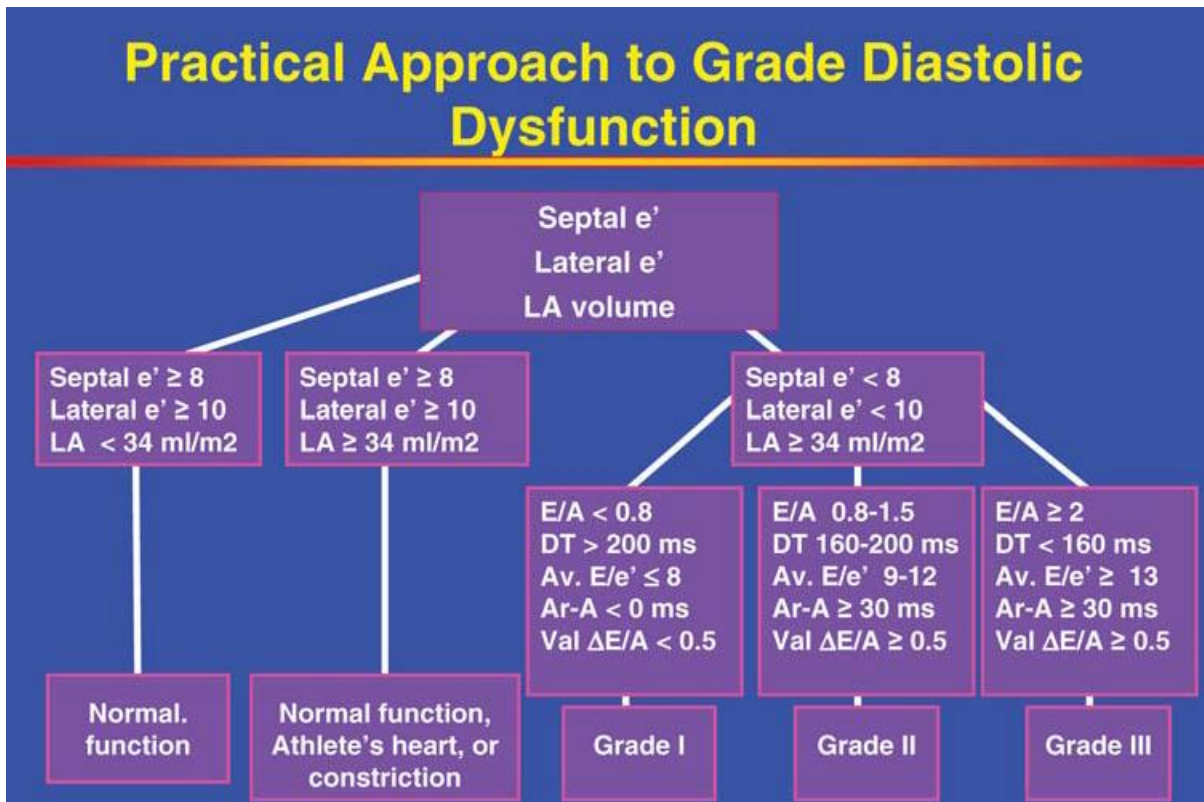 Practical Approach to Grade Diastolic
Dysfunction
Septal e’
Lateral e’
LA volume
Septal e’ ≥ 8
Lateral e’ ≥ 10
LA < 34 ml/m2
Septal e’ ≥ 8
Lateral e’ ≥ 10
LA ≥ 34 ml/m2
Septal e’ < 8
Lateral e’ < 10
LA ≥ 34 ml/m2
E/A < 0.8
DT > 200 ms
Av. E/e’ ≤ 8
Ar-A < 0 ms
Val ΔE/A < 0.5
E/A 0.8-1.5
DT 160-200 ms
Av. E/e’ 9-12
Ar-A ≥ 30 ms
Val ΔE/A ≥ 0.5
E/A ≥ 2
DT < 160 ms
Av. E/e’ ≥ 13
Ar-A ≥ 30 ms
Val ΔE/A ≥ 0.5
Normal.
function
Normal function,
Athlete’s heart, or
constriction
Grade I
Grade II
Grade III